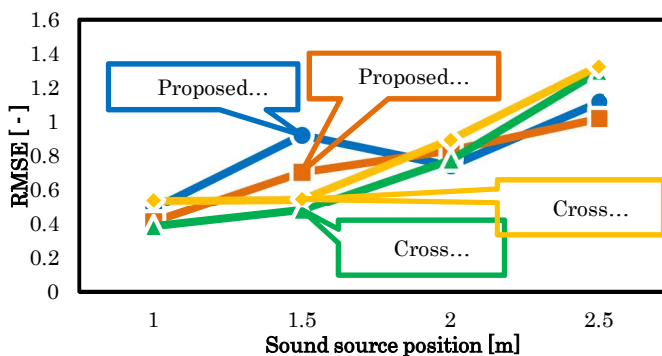 1.6
1.4
1.2
1
0.8
0.6
0.4
0.2
0
RMSE [ - ]
Proposed...
Proposed...
Cross...
Cross...
1
1.5
2
2.5
Sound source position [m]